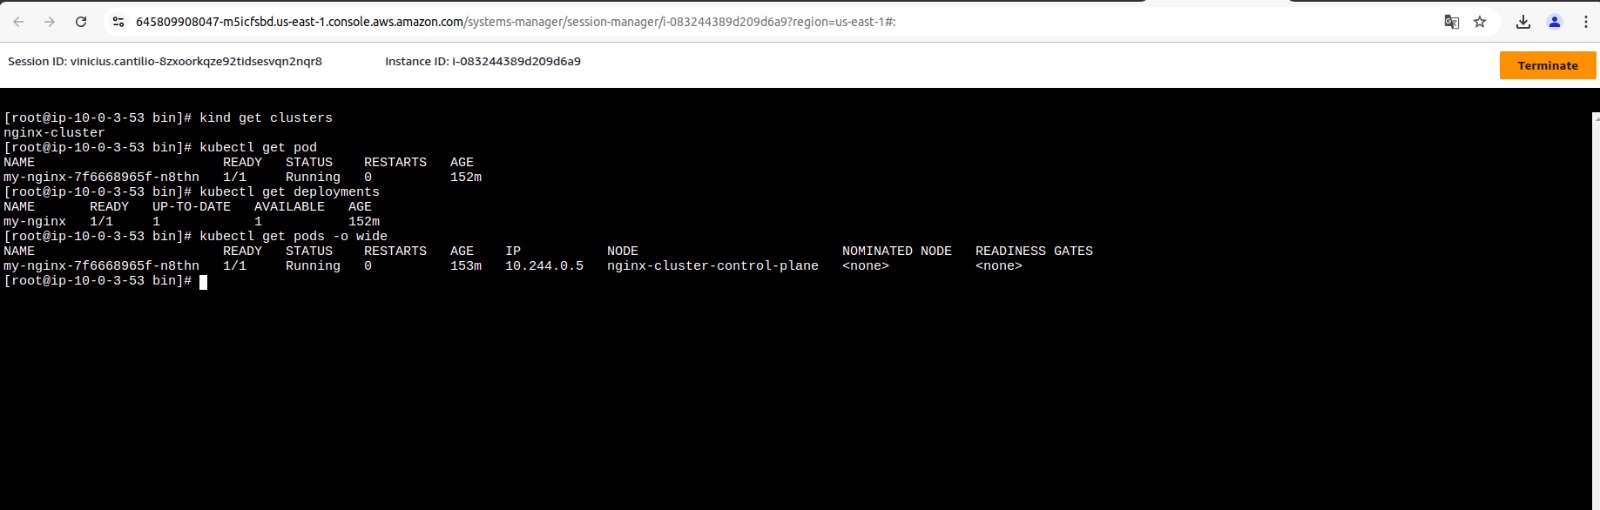 645809908047-m5icfsbd.us-east-1.console.aws.amazon.com/systems-manager/session-manager/i-083244389d209d6a9?region=us-east-1#:
Session ID: vinicius.cantilio-8zxoorkqze92tidsesvqn2nqr8 Instance ID: i-083244389d209d6a9 Terminate
[root@ip-10-0-3-53 bin]# kind get clusters
nginx-cluster
[root@ip-10-0-3-53 bin]# kubectl get pod
NAME READY STATUS RESTARTS AGE
my-nginx-7f6668965f-n8thn 1/1 Running 0 152m
[root@ip-10-0-3-53 bin]# kubectl get deployments
NAME READY UP-TO-DATE AVAILABLE AGE
my-nginx 1/1 1 1 152m
[root@ip-10-0-3-53 bin]# kubectl get pods -o wide
NAME READY STATUS RESTARTS AGE IP NODE NOMINATED NODE READINESS GATES
my-nginx-7f6668965f-n8thn 1/1 Running 0 153m 10.244.0.5 nginx-cluster-control-plane <none> <none>
[root@ip-10-0-3-53 bin]#